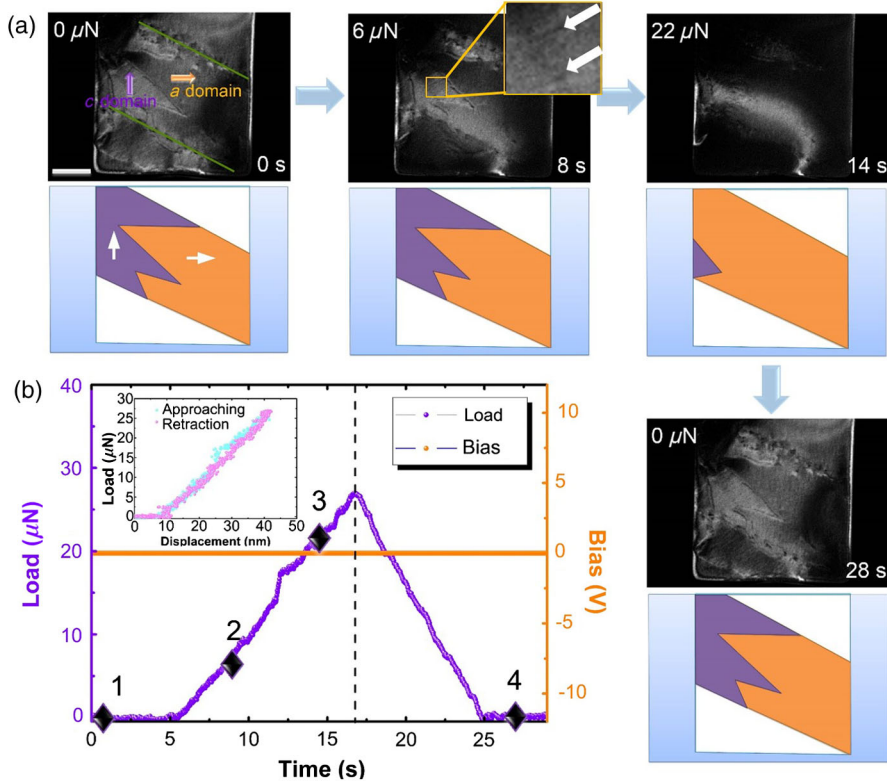 (a)
0 μN
c domain
a domain
0 s
6 μN
8 s
22 μN
14 s
0 μN
28 s
(b)
40
30
20
10
0
Load (μN)
30
25
20
15
10
5
0
Load (μN)
Approaching
Retraction
0 10 20 30 40 50
Displacement (nm)
Load
Bias
1
2
3
4
10
5
0
-5
-10
Bias (V)
0 5 10 15 20 25
Time (s)